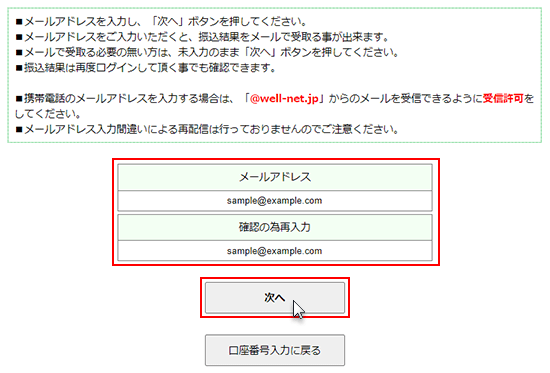 ■メールアドレスを入力し、「次へ」ボタンを押してください。
■メールアドレスをご入力いただくと、振込結果をメールで受取る事が出来ます。
■メールで受取る必要の無い方は、未入力のまま「次へ」ボタンを押してください。
■振込結果は再度ログインして頂く事でも確認できます。
■携帯電話のメールアドレスを入力する場合は、「@well-net.jp」からのメールを受信できるように受信許可を
してください。
■メールアドレス入力間違いによる再配信は行っておりませんのでご注意ください。
メールアドレス
sample@example.com
確認の為再入力
sample@example.com
次へ
口座番号入力に戻る